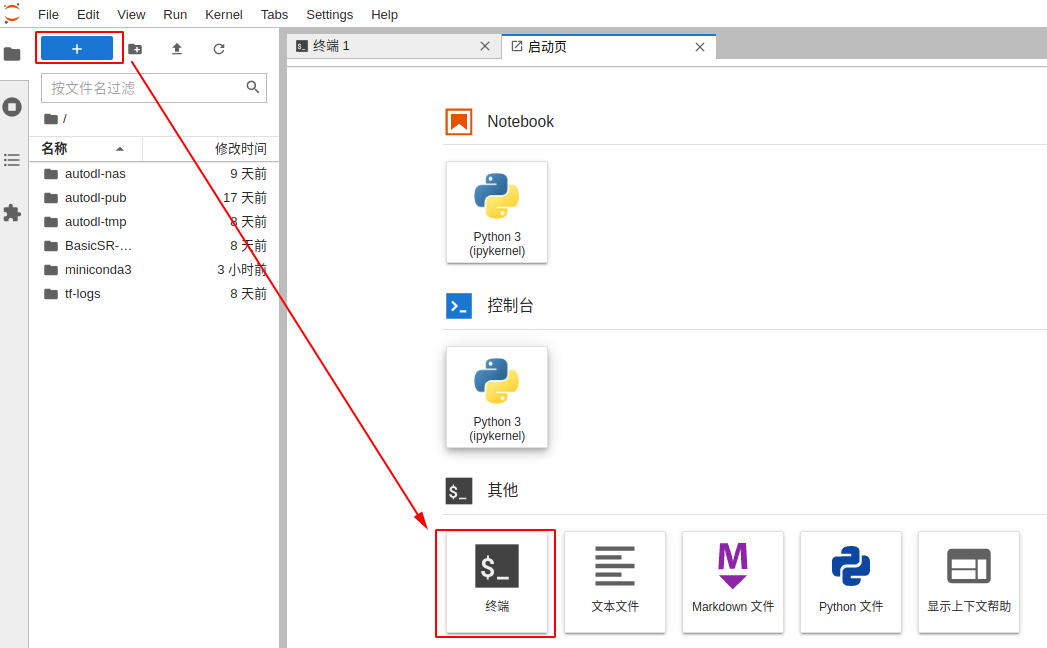 File Edit View Run Kernel Tabs Settings Help
终端 1
启动页
按文件名过滤
/
名称 修改时间
autodl-nas 9 天前
autodl-pub 17 天前
autodl-tmp 8 天前
BasicSR-… 8 天前
miniconda3 3 小时前
tf-logs 8 天前
Notebook
Python 3
(ipykernel)
控制台
Python 3
(ipykernel)
$_ 其他
$_
终端
文本文件
M
Markdown 文件
Python 文件
显示上下文帮助